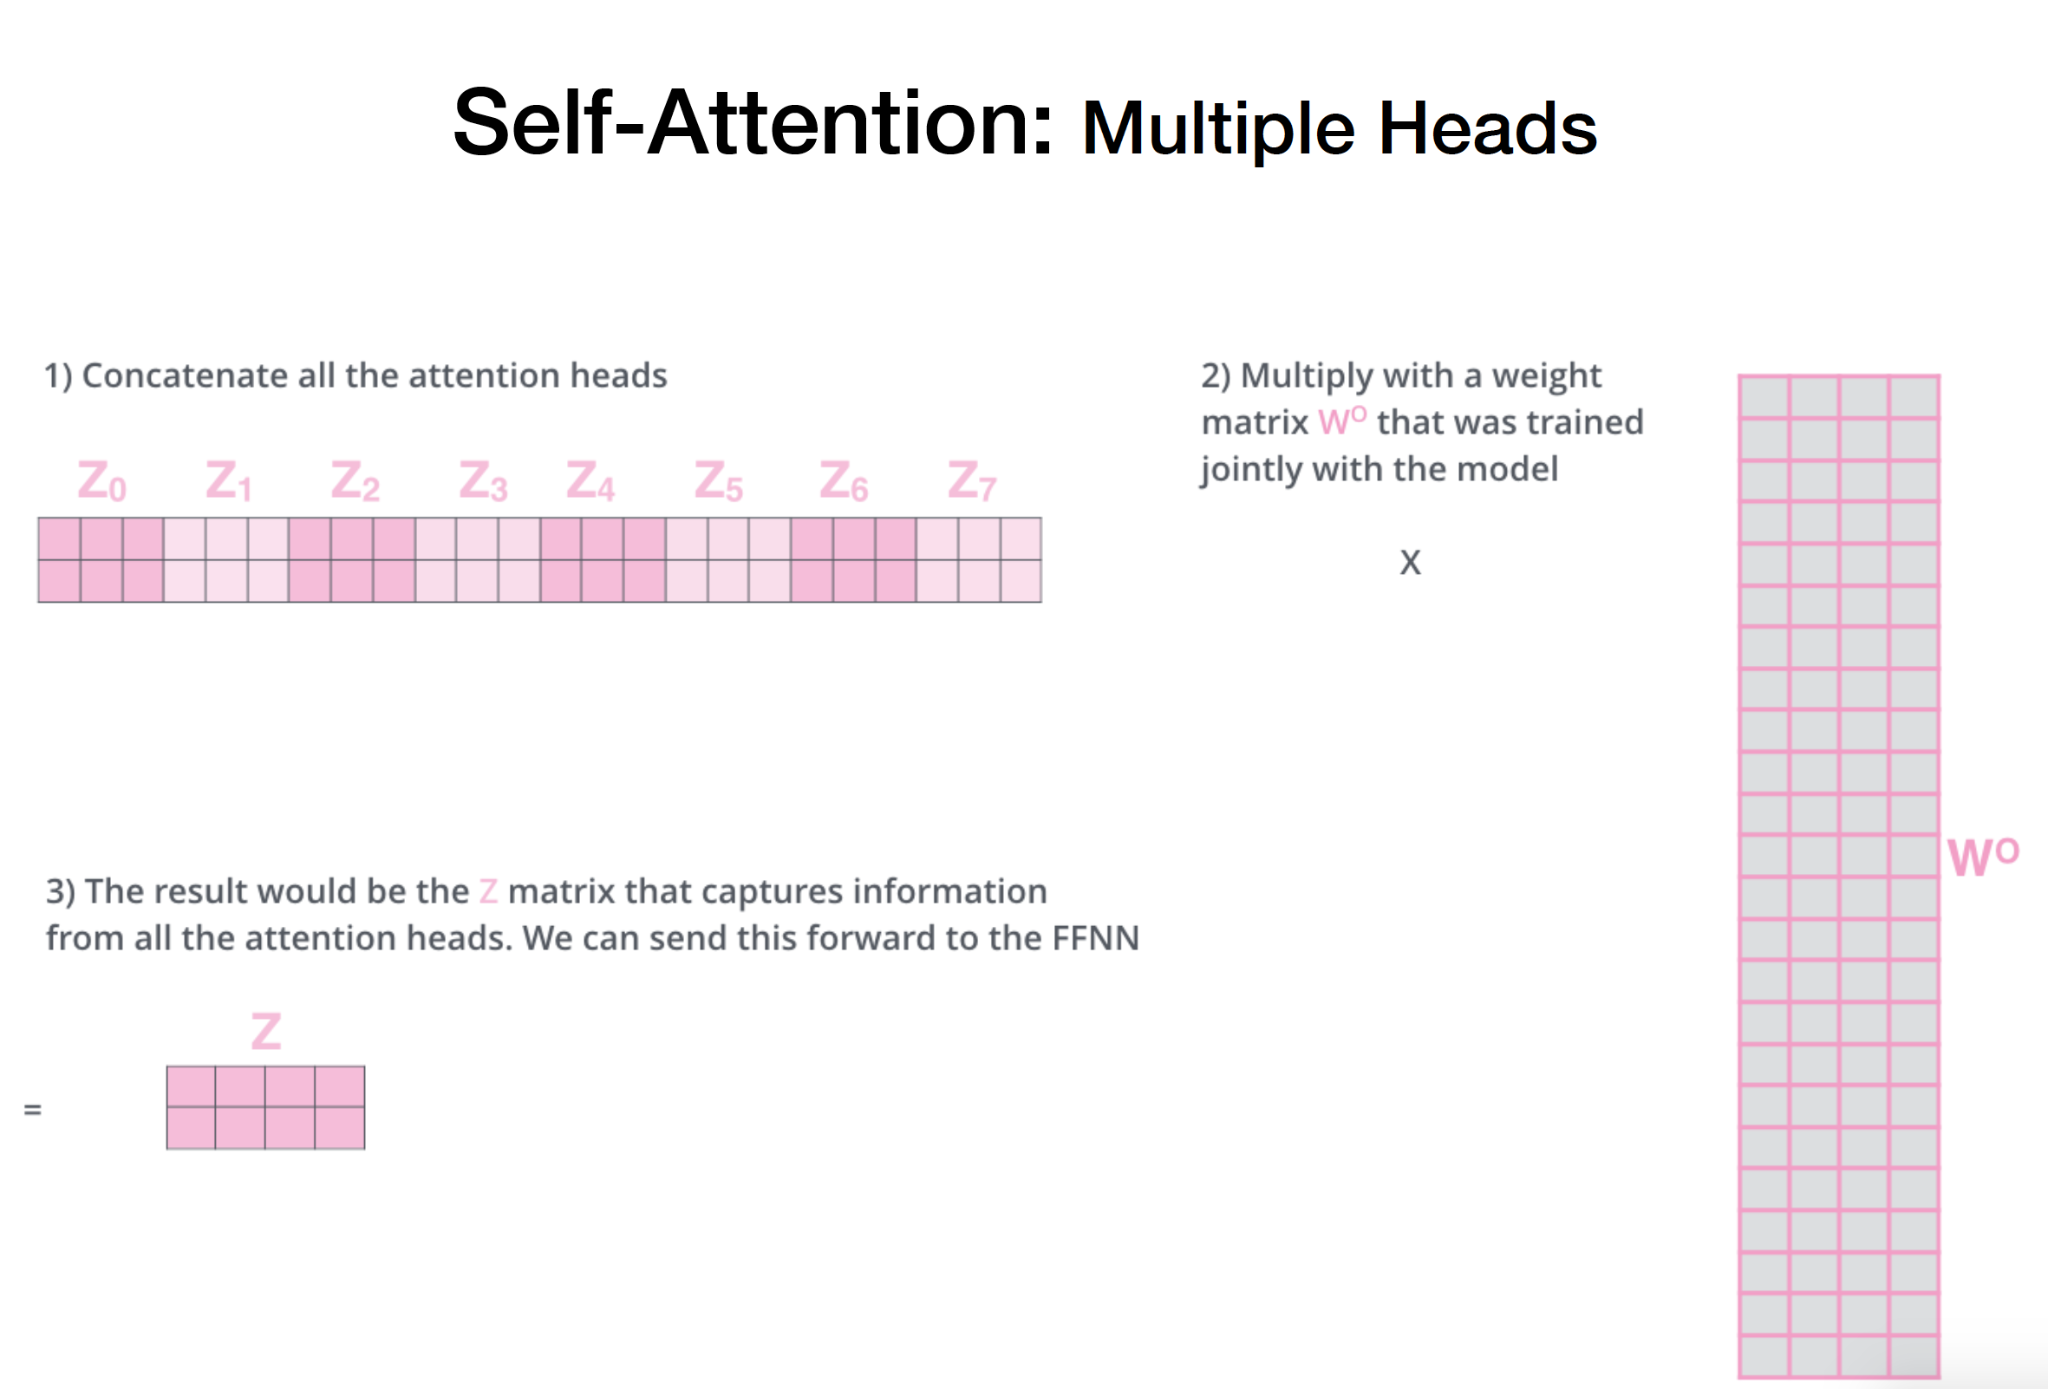 Self-Attention: Multiple Heads
1) Concatenate all the attention heads
Z0 Z1 Z2 Z3 Z4 Z5 Z6 Z7
2) Multiply with a weight
matrix WO that was trained
jointly with the model
X
WO
3) The result would be the Z matrix that captures information
from all the attention heads. We can send this forward to the FFNN
Z
=